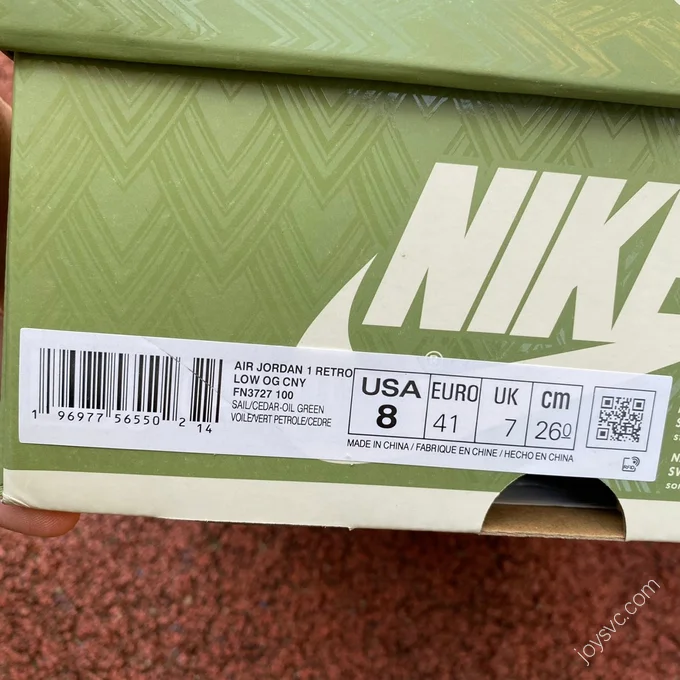 NIKE
®
AIR JORDAN 1 RETRO
LOW OG CNY
FN3727 100
SAIL/CEDAR-OIL GREEN
VOILE/VERT PETROLE/CEDRE
1 96977 56550 2 14
USA
8
EURO
41
UK
7
cm
260
MADE IN CHINA / FABRIQUE EN CHINE / HECHO EN CHINA
RFID
joysvc.com